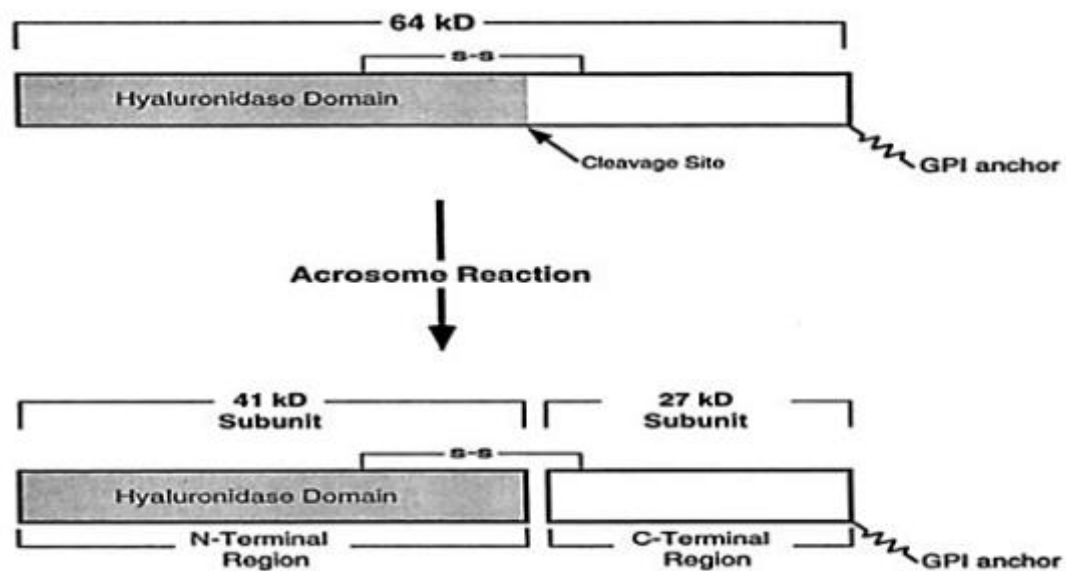 64 kD
s-s
Hyaluronidase Domain
Cleavage Site
GPI anchor
Acrosome Reaction
41 kD
Subunit
27 kD
Subunit
s-s
Hyaluronidase Domain
N-Terminal
Region
C-Terminal
Region
GPI anchor